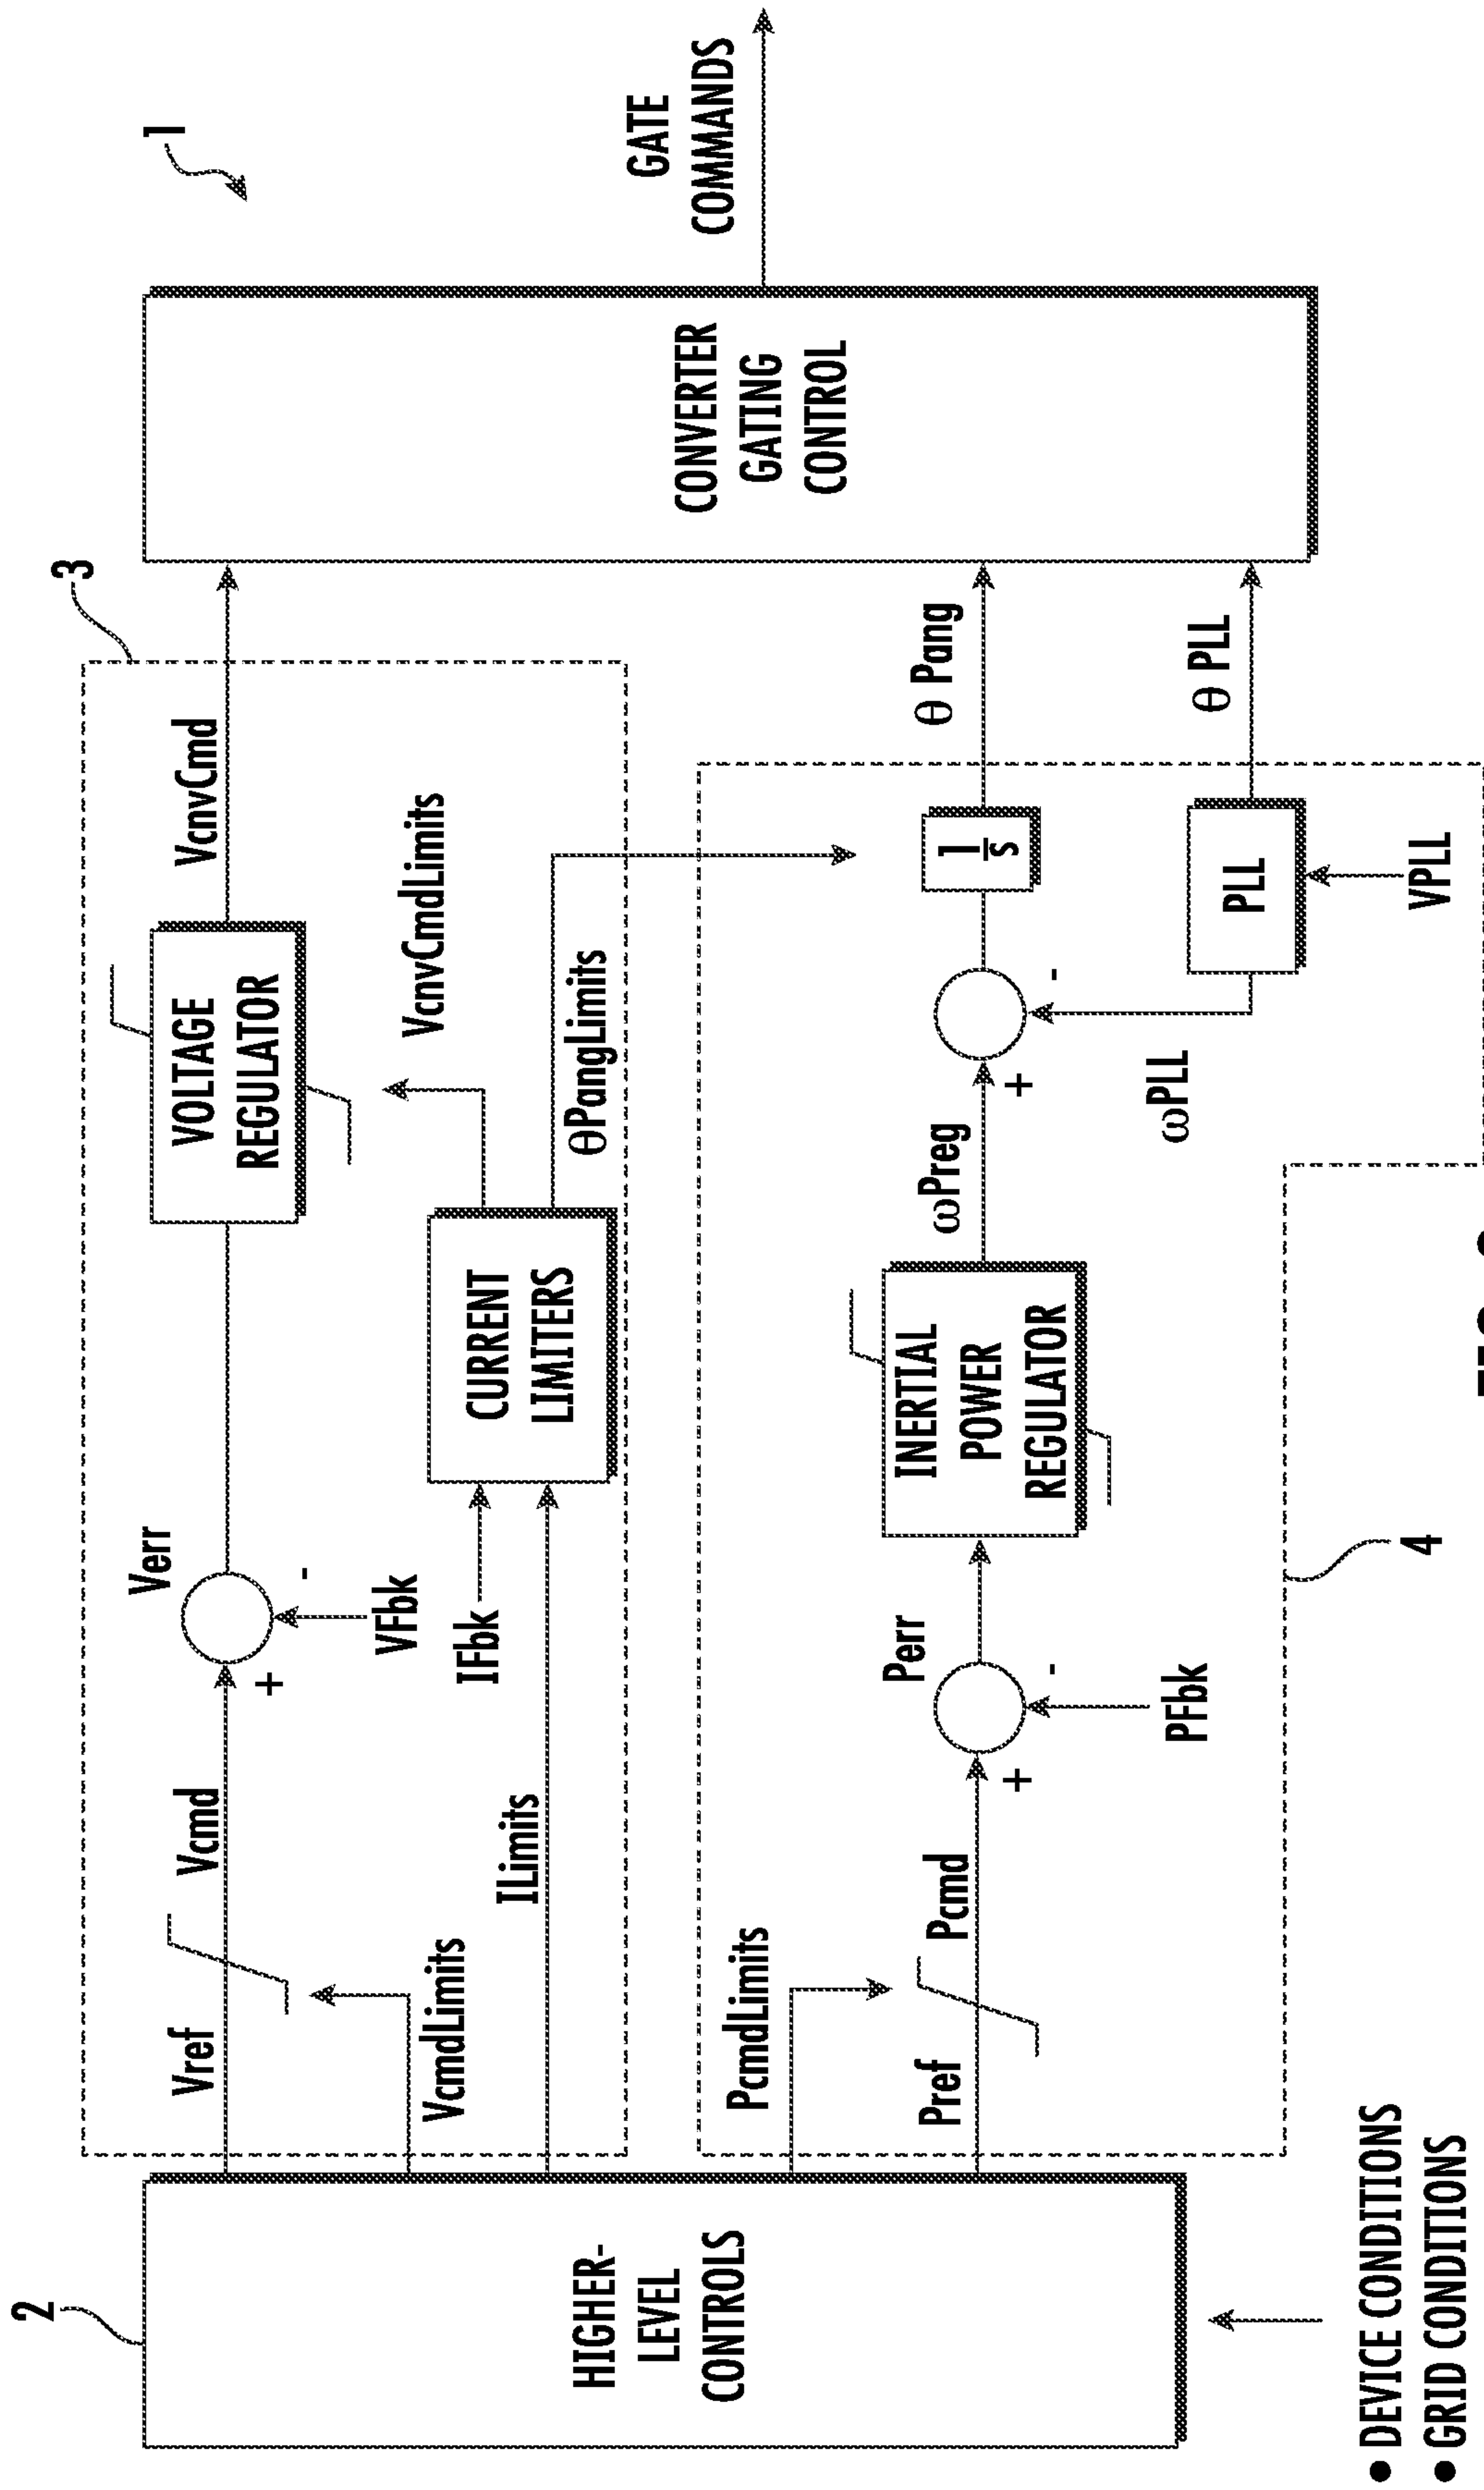 1
2
HIGHER-
LEVEL
CONTROLS
• DEVICE CONDITIONS
• GRID CONDITIONS
3
Vref
Vcmd
VcmdLimits
+
-
Verr
VFbk
VOLTAGE
REGULATOR
VcnvCmd
ILimits
IFbk
CURRENT
LIMITERS
VcnvCmdLimits
θPangLimits
4
PcmdLimits
Pref
Pcmd
+
-
Perr
PFbk
INERTIAL
POWER
REGULATOR
ωPreg
+
-
ωPLL
1
s
θ Pang
PLL
VPLL
θ PLL
CONVERTER
GATING
CONTROL
GATE
COMMANDS